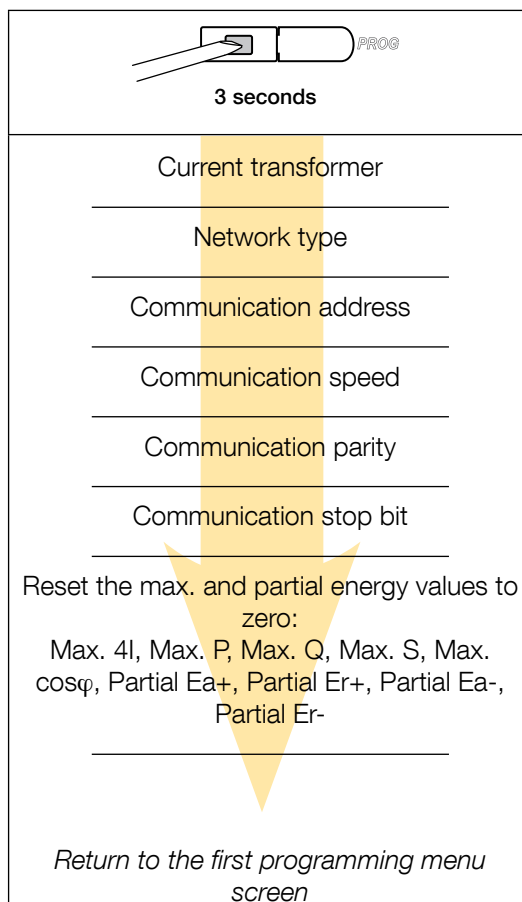 PROG
3 seconds
Current transformer
Network type
Communication address
Communication speed
Communication parity
Communication stop bit
Reset the max. and partial energy values to
zero:
Max. 4I, Max. P, Max. Q, Max. S, Max.
cosφ, Partial Ea+, Partial Er+, Partial Ea-,
Partial Er-
Return to the first programming menu
screen